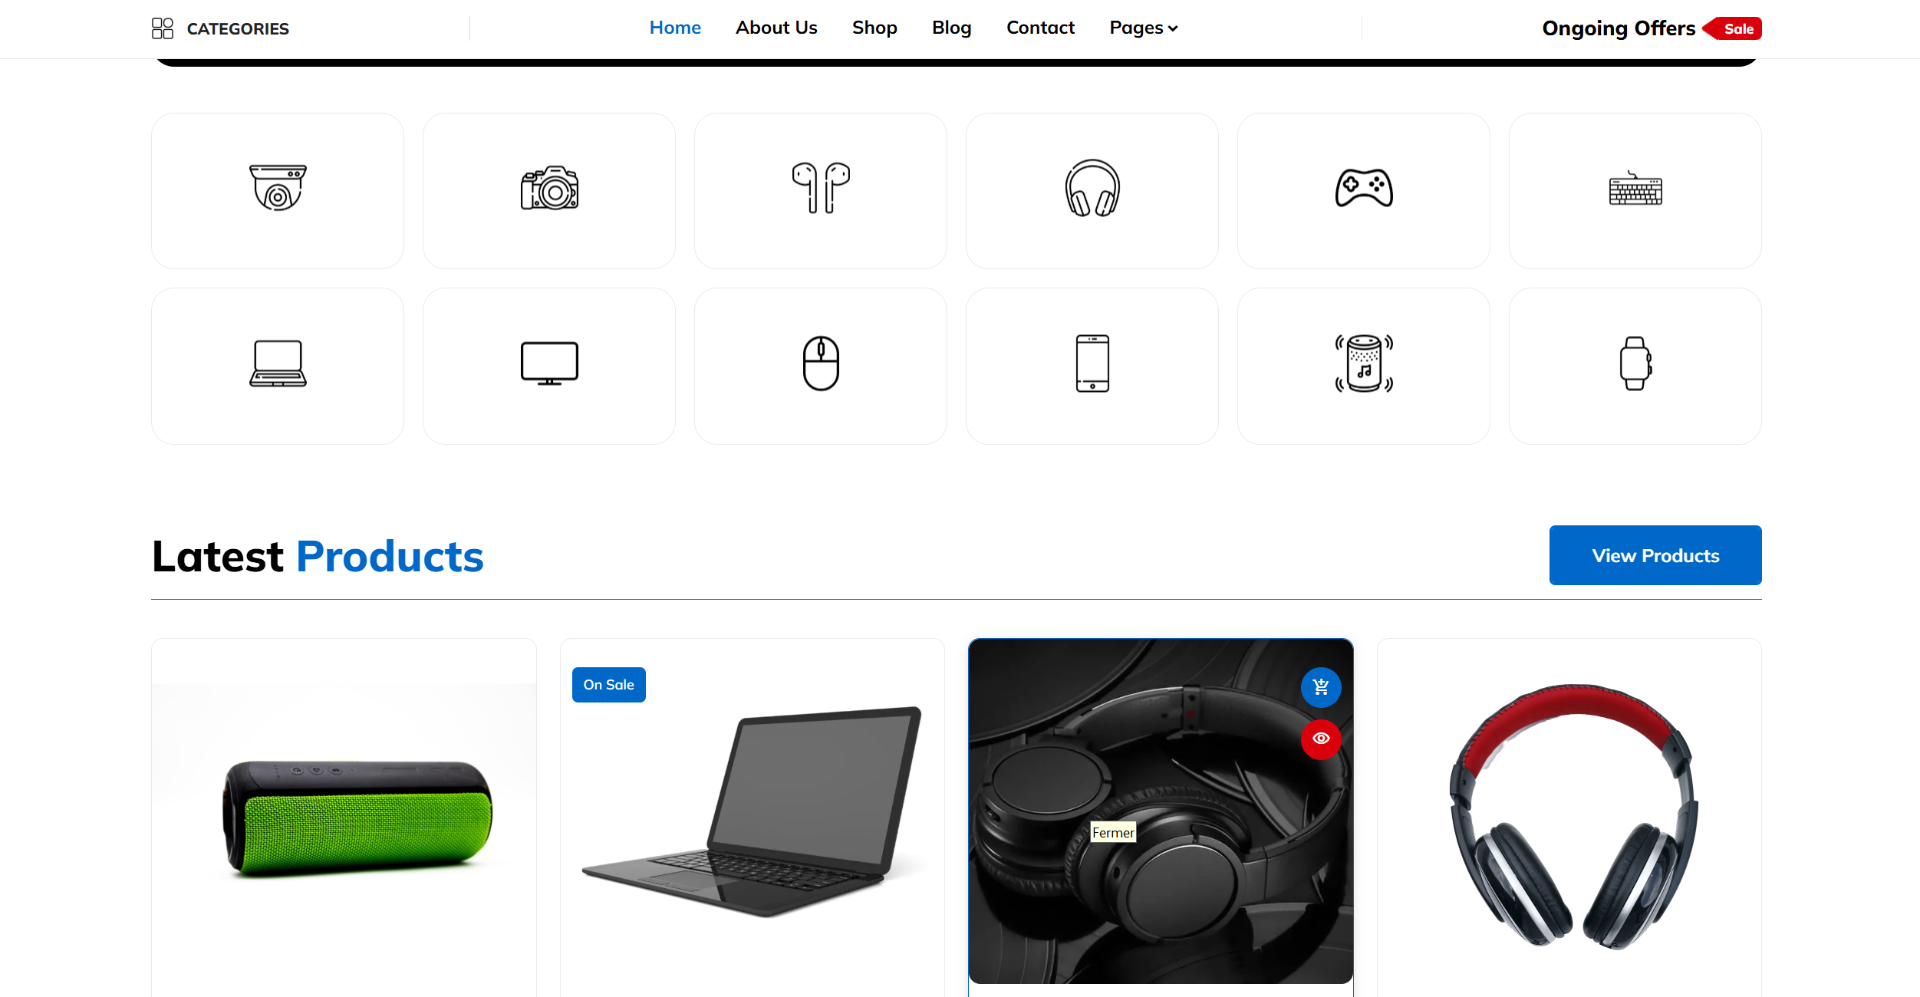 CATEGORIES
Home
About Us
Shop
Blog
Contact
Pages
Ongoing Offers
Sale
Latest Products
View Products
On Sale
Fermer